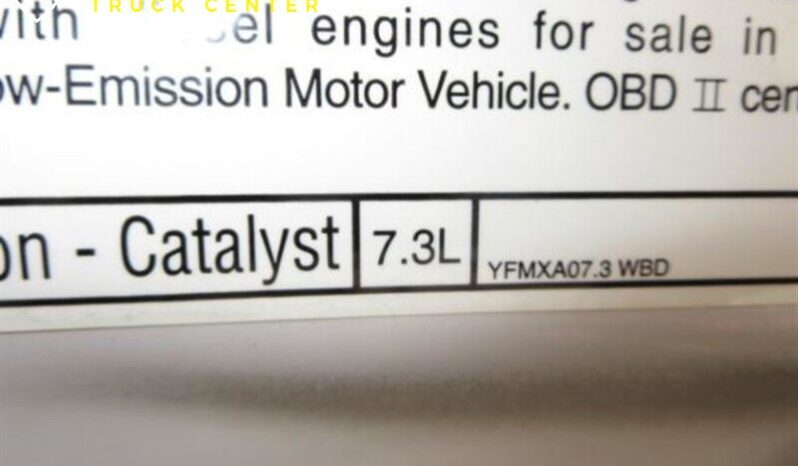 TRUCK CENTER
with engines for sale in
ow-Emission Motor Vehicle. OBD II cer
on - Catalyst 7.3L YFMXA07.3 WBD